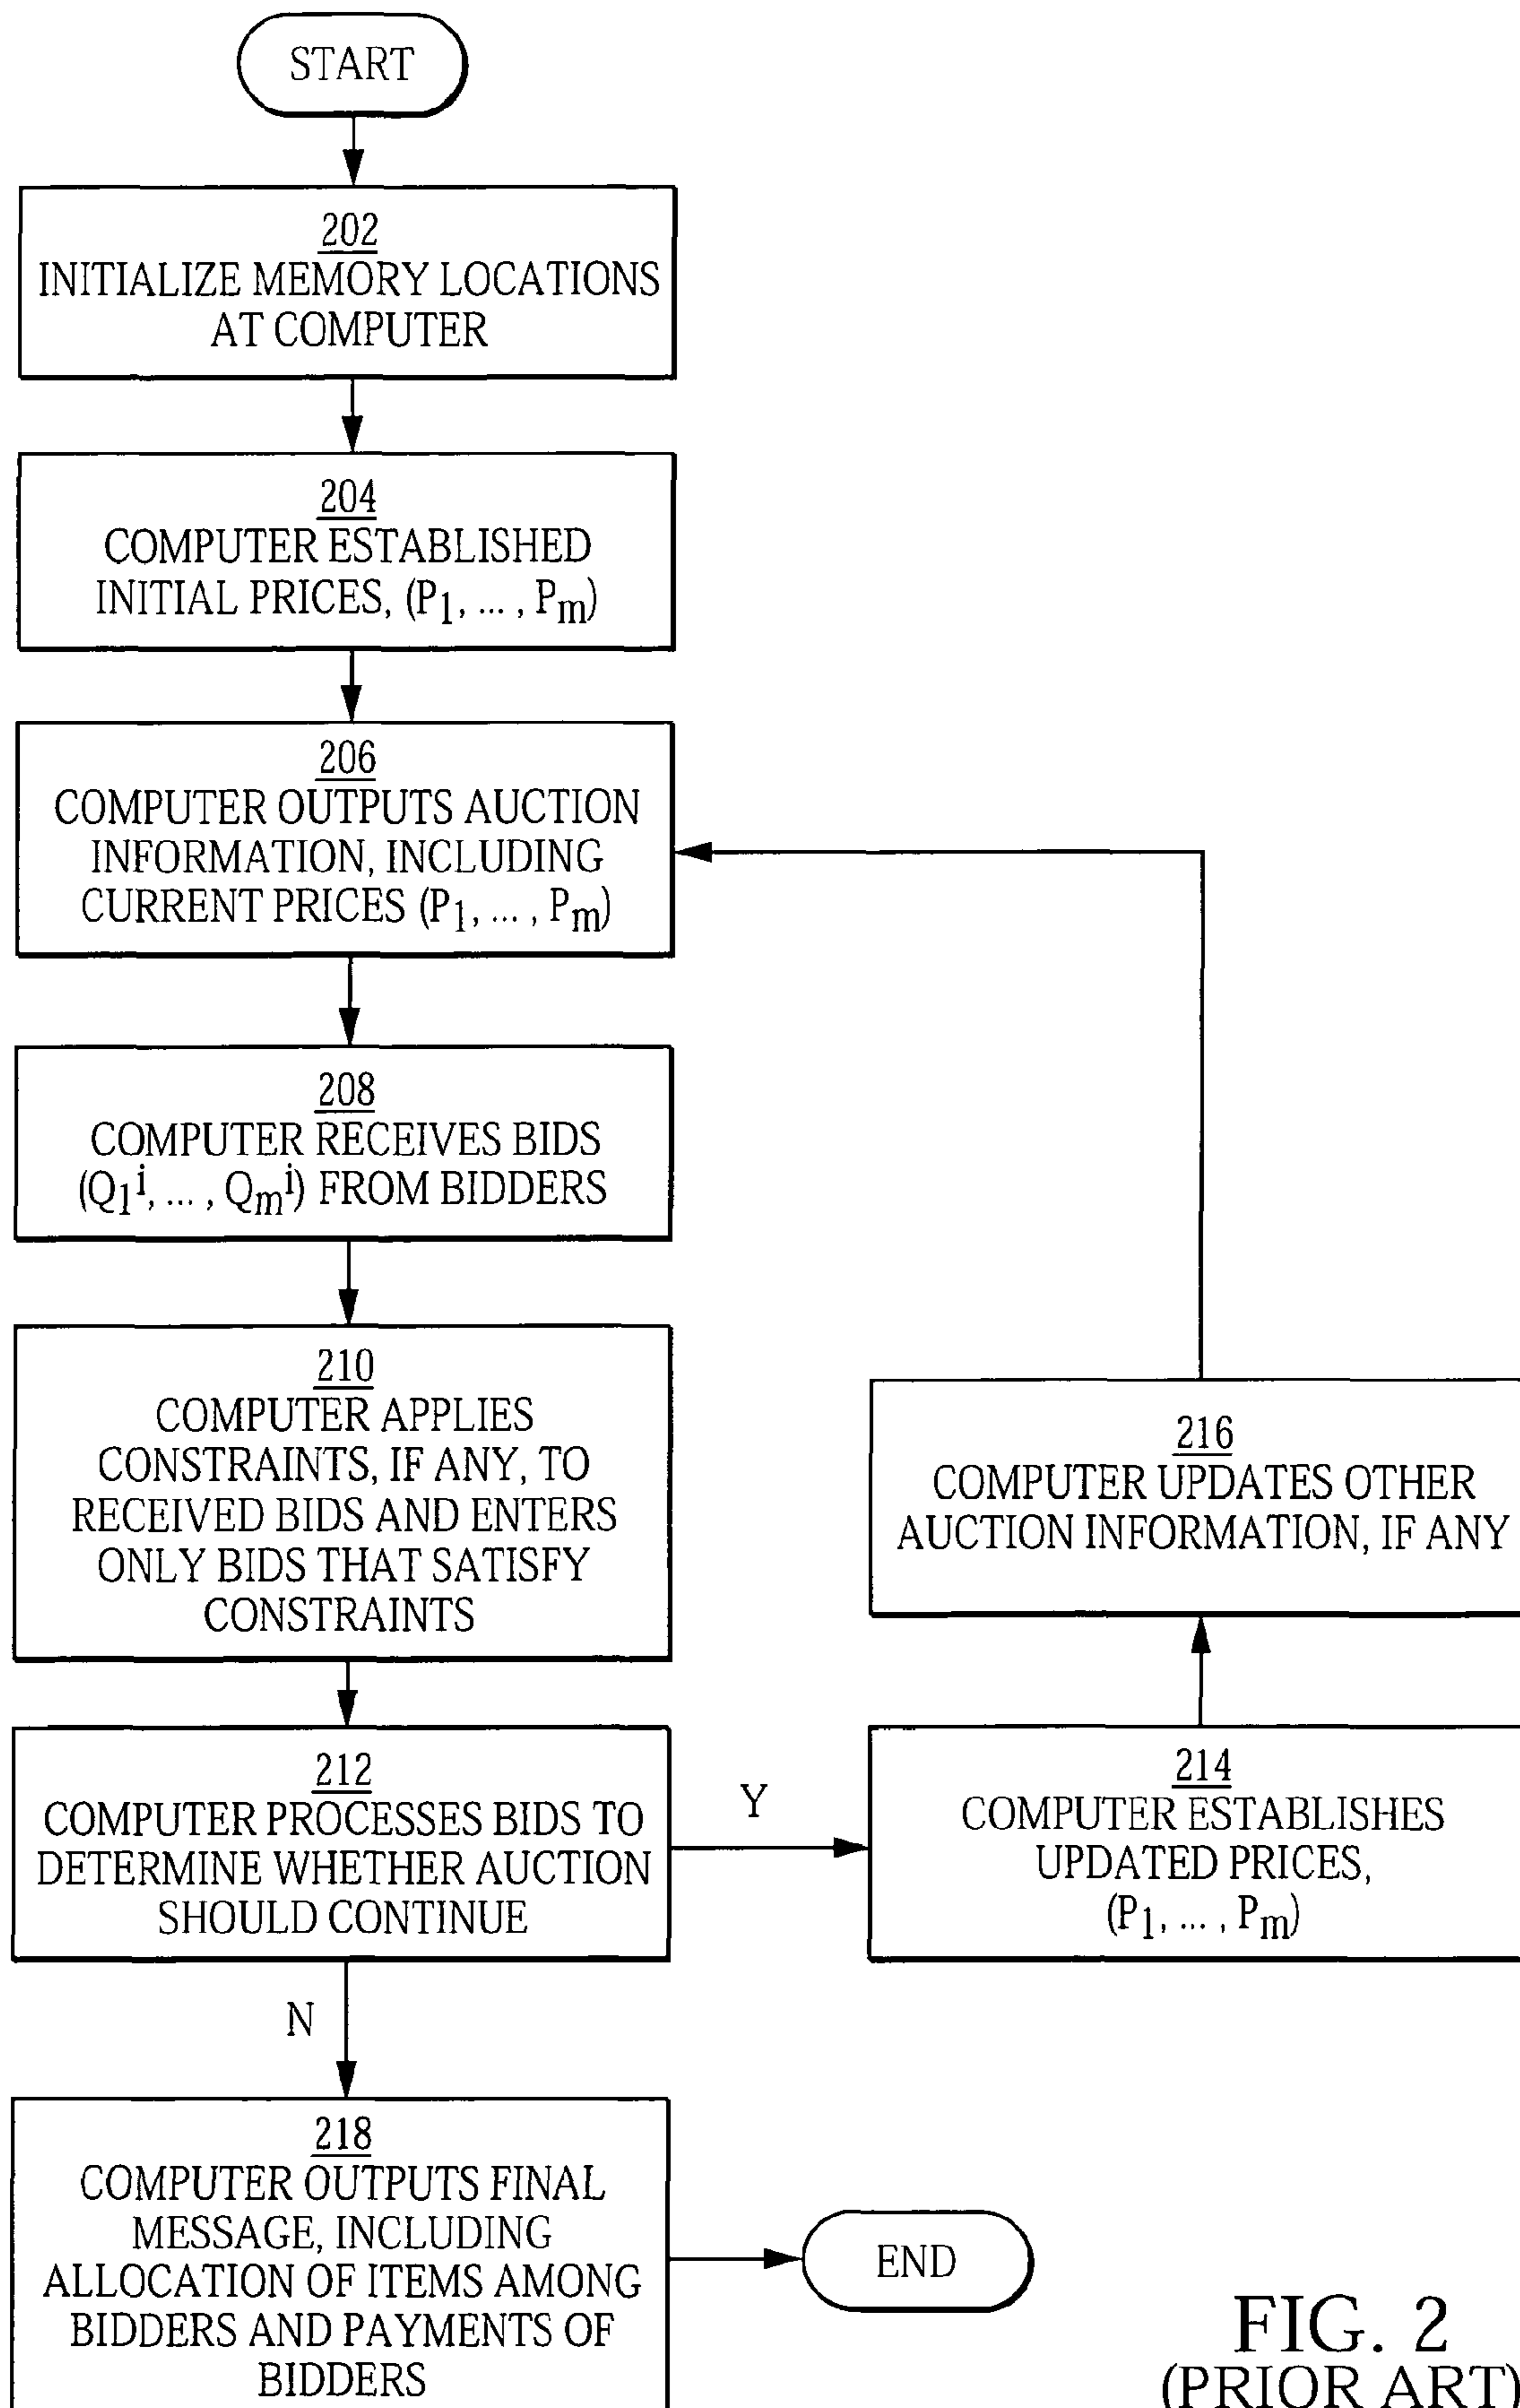 START
202
INITIALIZE MEMORY LOCATIONS
AT COMPUTER
204
COMPUTER ESTABLISHED
INITIAL PRICES, (P1, ... , Pm)
206
COMPUTER OUTPUTS AUCTION
INFORMATION, INCLUDING
CURRENT PRICES (P1, ... , Pm)
208
COMPUTER RECEIVES BIDS
(Q1i, ... , Qmi) FROM BIDDERS
210
COMPUTER APPLIES
CONSTRAINTS, IF ANY, TO
RECEIVED BIDS AND ENTERS
ONLY BIDS THAT SATISFY
CONSTRAINTS
212
COMPUTER PROCESSES BIDS TO
DETERMINE WHETHER AUCTION
SHOULD CONTINUE
Y
214
COMPUTER ESTABLISHES
UPDATED PRICES,
(P1, ... , Pm)
216
COMPUTER UPDATES OTHER
AUCTION INFORMATION, IF ANY
N
218
COMPUTER OUTPUTS FINAL
MESSAGE, INCLUDING
ALLOCATION OF ITEMS AMONG
BIDDERS AND PAYMENTS OF
BIDDERS
END
FIG. 2
(PRIOR ART)